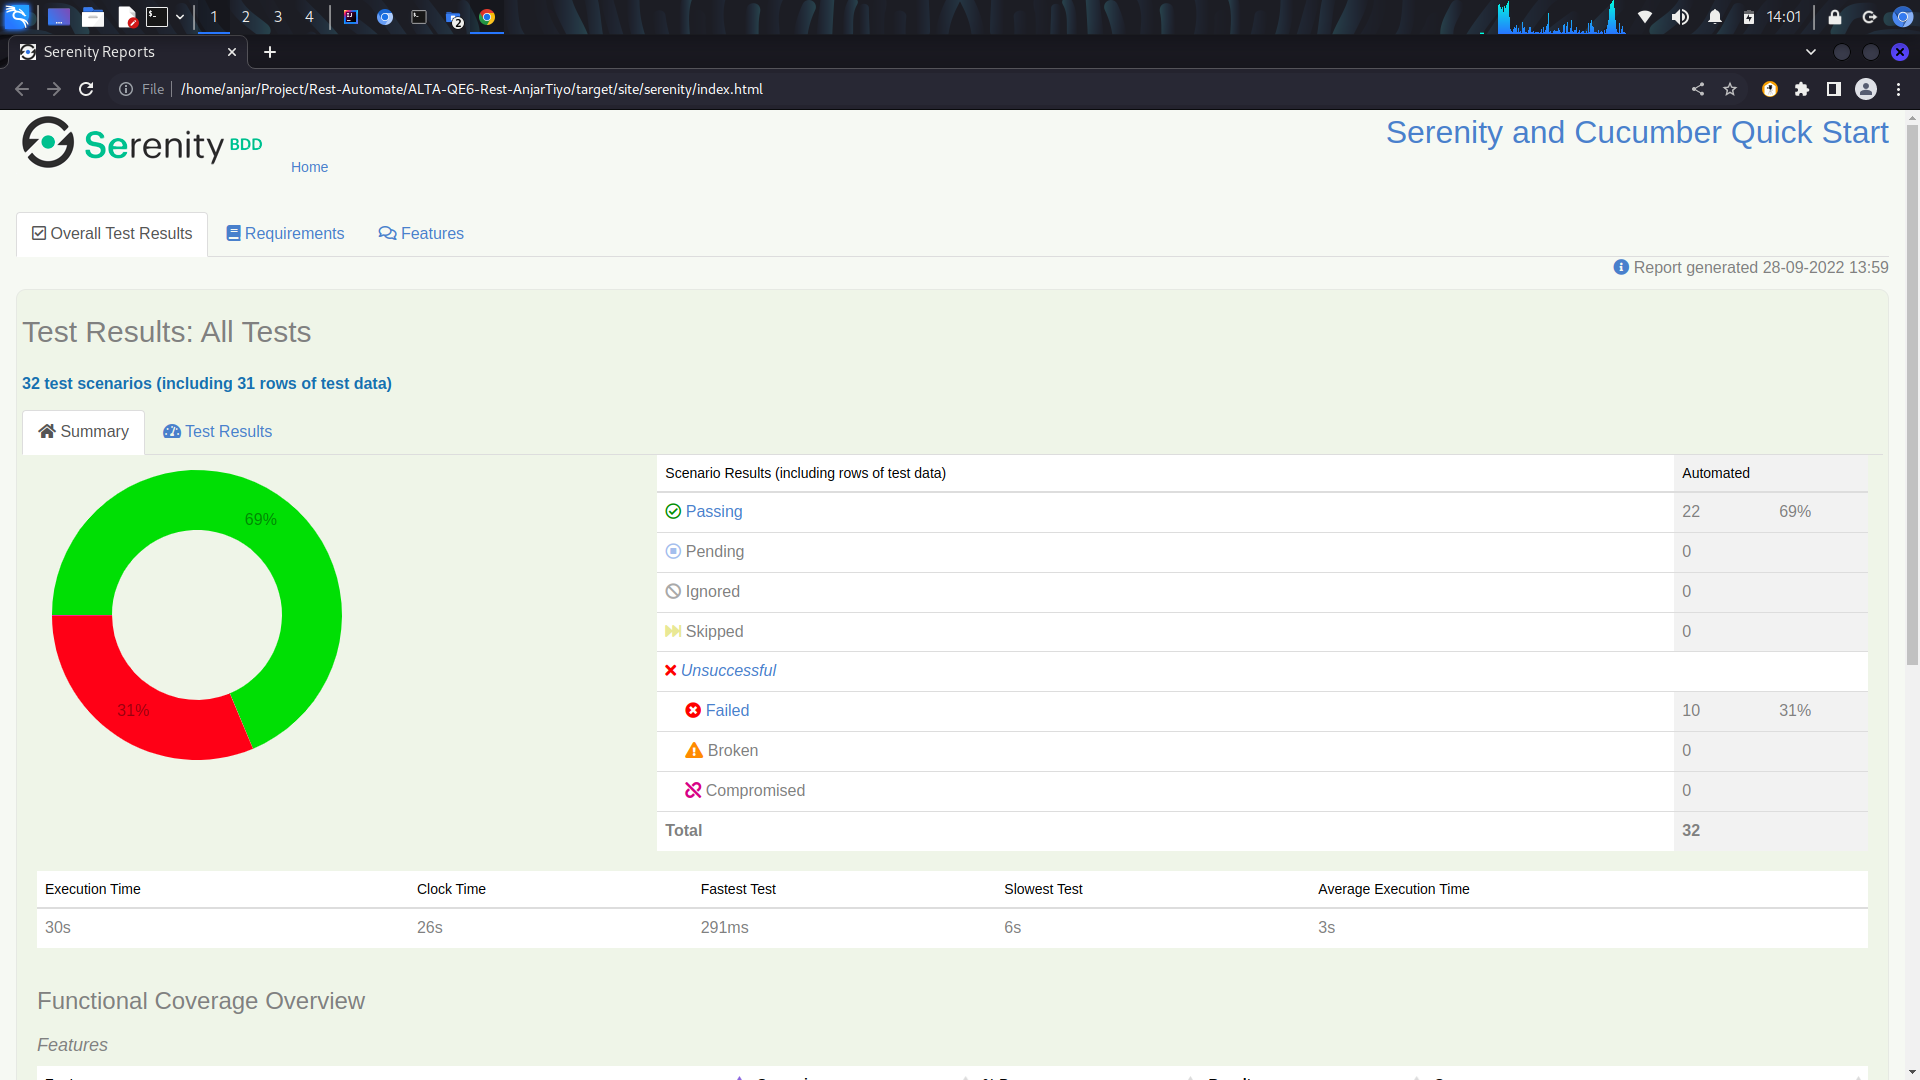 1 2 3 4 2 14:01
Serenity Reports
File /home/anjar/Project/Rest-Automate/ALTA-QE6-Rest-AnjarTiyo/target/site/serenity/index.html
Serenity BDD
Home
Serenity and Cucumber Quick Start
Overall Test Results Requirements Features
Report generated 28-09-2022 13:59
Test Results: All Tests
32 test scenarios (including 31 rows of test data)
Summary Test Results
69%
31%
Scenario Results (including rows of test data) Automated
Passing 22 69%
Pending 0
Ignored 0
Skipped 0
Unsuccessful
Failed 10 31%
Broken 0
Compromised 0
Total 32
Execution Time Clock Time Fastest Test Slowest Test Average Execution Time
30s 26s 291ms 6s 3s
Functional Coverage Overview
Features